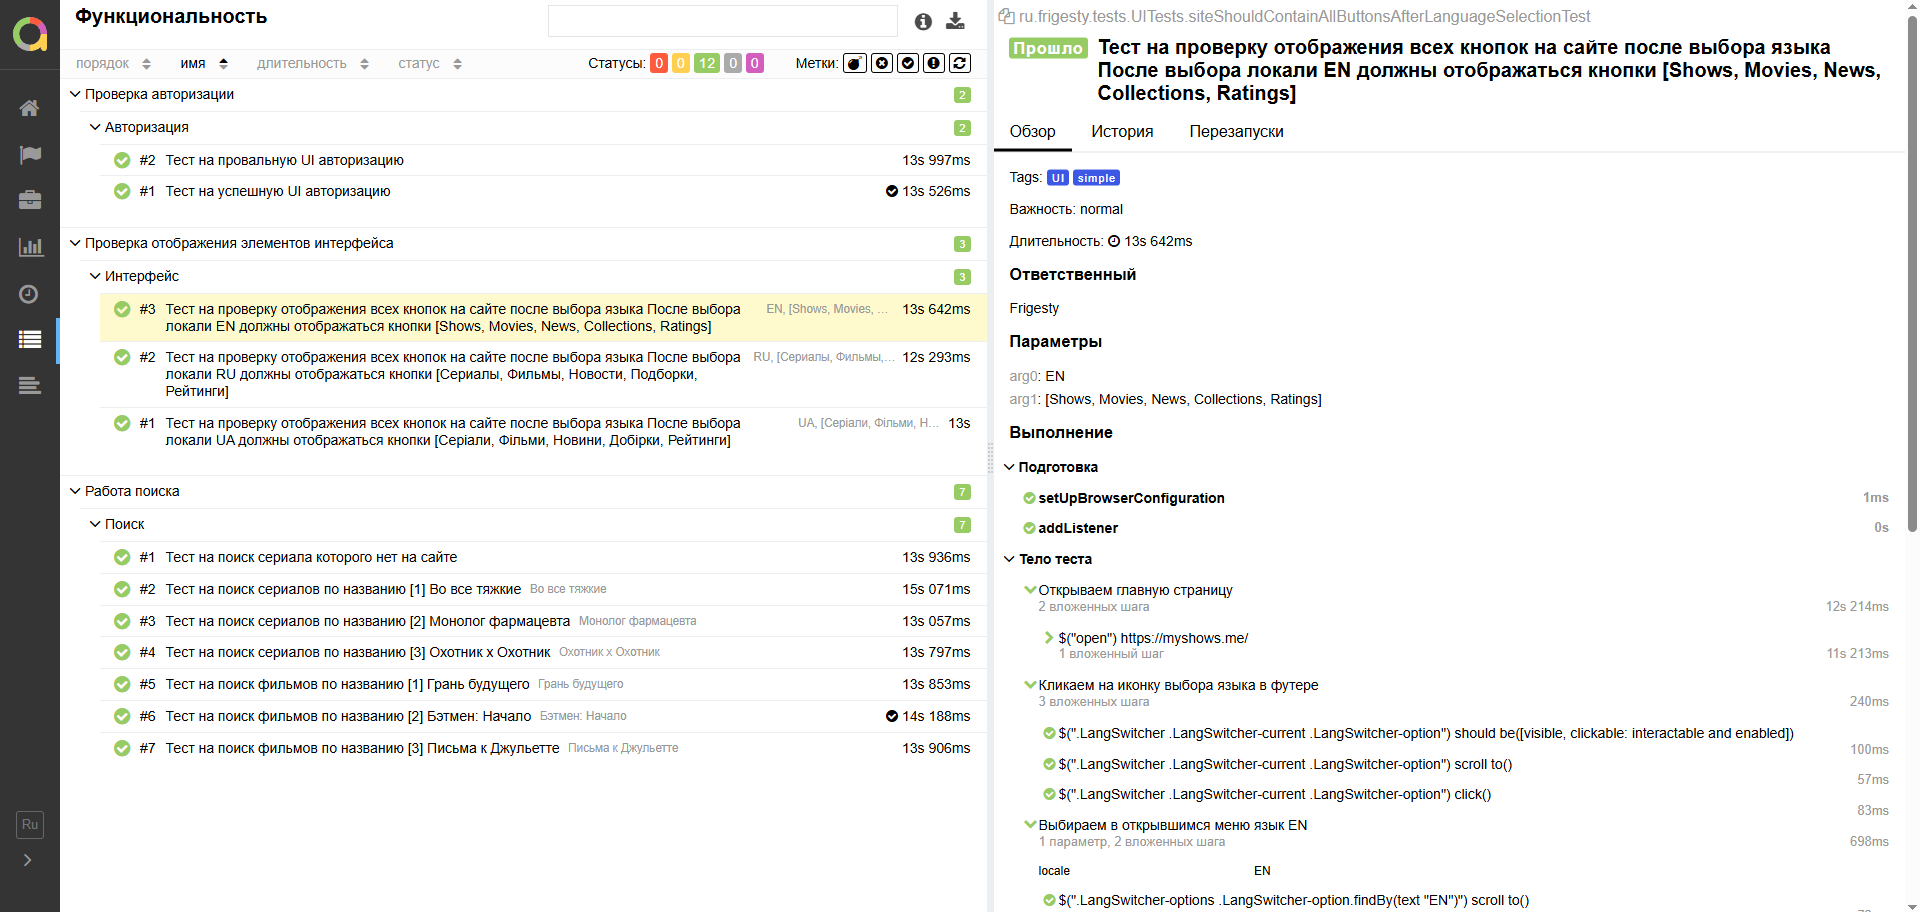 Функциональность
порядок имя длительность статус Статусы: 0 0 12 0 0 Метки:
Проверка авторизации 2
Авторизация 2
#2 Тест на провальную UI авторизацию 13s 997ms
#1 Тест на успешную UI авторизацию 13s 526ms
Проверка отображения элементов интерфейса 3
Интерфейс 3
#3 Тест на проверку отображения всех кнопок на сайте после выбора языка После выбора EN, [Shows, Movies, ... 13s 642ms
локали EN должны отображаться кнопки [Shows, Movies, News, Collections, Ratings]
#2 Тест на проверку отображения всех кнопок на сайте после выбора языка После выбора RU, [Сериалы, Фильмы,... 12s 293ms
локали RU должны отображаться кнопки [Сериалы, Фильмы, Новости, Подборки,
Рейтинги]
#1 Тест на проверку отображения всех кнопок на сайте после выбора языка После выбора UA, [Серіали, Фільми, Н... 13s
локали UA должны отображаться кнопки [Серіали, Фільми, Новини, Добірки, Рейтинги]
Работа поиска 7
Поиск 7
#1 Тест на поиск сериала которого нет на сайте 13s 936ms
#2 Тест на поиск сериалов по названию [1] Во все тяжкие Во все тяжкие 15s 071ms
#3 Тест на поиск сериалов по названию [2] Монолог фармацевта Монолог фармацевта 13s 057ms
#4 Тест на поиск сериалов по названию [3] Охотник х Охотник Охотник х Охотник 13s 797ms
#5 Тест на поиск фильмов по названию [1] Грань будущего Грань будущего 13s 853ms
#6 Тест на поиск фильмов по названию [2] Бэтмен: Начало Бэтмен: Начало 14s 188ms
#7 Тест на поиск фильмов по названию [3] Письма к Джульетте Письма к Джульетте 13s 906ms
Ru
ru.frigesty.tests.UITests.siteShouldContainAllButtonsAfterLanguageSelectionTest
Прошло Тест на проверку отображения всех кнопок на сайте после выбора языка
После выбора локали EN должны отображаться кнопки [Shows, Movies, News,
Collections, Ratings]
Обзор История Перезапуски
Tags: UI simple
Важность: normal
Длительность: 13s 642ms
Ответственный
Frigesty
Параметры
arg0: EN
arg1: [Shows, Movies, News, Collections, Ratings]
Выполнение
Подготовка
setUpBrowserConfiguration 1ms
addListener 0s
Тело теста
Открываем главную страницу
2 вложенных шага 12s 214ms
$("open") https://myshows.me/
1 вложенный шаг 11s 213ms
Кликаем на иконку выбора языка в футере
3 вложенных шага 240ms
$(".LangSwitcher .LangSwitcher-current .LangSwitcher-option") should be([visible, clickable: interactable and enabled])
100ms
$(".LangSwitcher .LangSwitcher-current .LangSwitcher-option") scroll to()
57ms
$(".LangSwitcher .LangSwitcher-current .LangSwitcher-option") click()
83ms
Выбираем в открывшимся меню язык EN
1 параметр, 2 вложенных шага 698ms
locale EN
$(".LangSwitcher-options .LangSwitcher-option.findBy(text "EN")") scroll to()